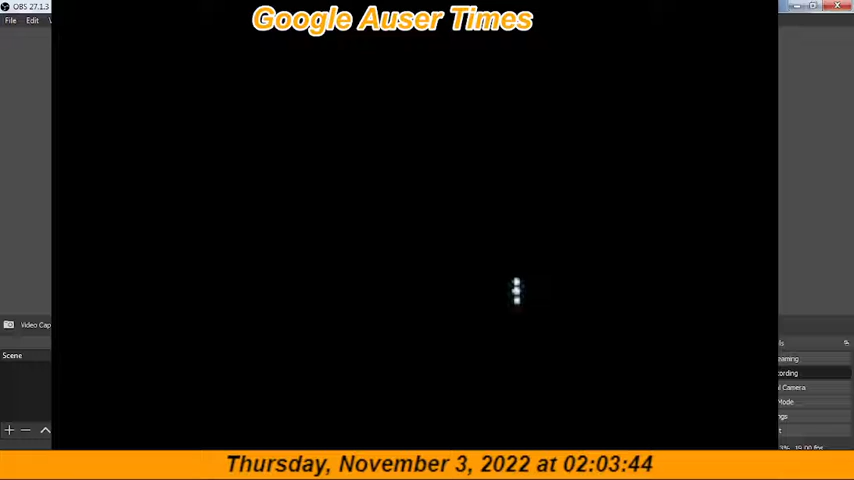 OBS 27.1.3
Google Auser Times
File Edit
Video Cap
Scene
Thursday, November 3, 2022 at 02:03:44